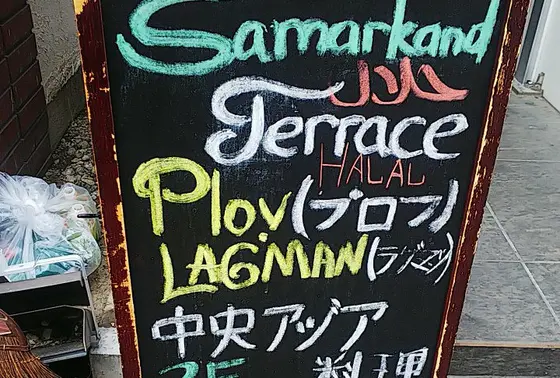 Samarkand
حلال
Terrace
HALAL
Plov(プロフ)
LAGMAN(ラグマン)
中央アジア
料理